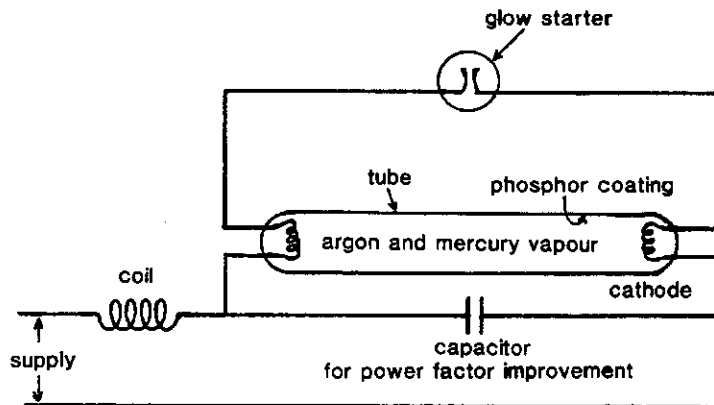 glow starter
tube
phosphor coating
argon and mercury vapour
coil
cathode
supply
capacitor
for power factor improvement